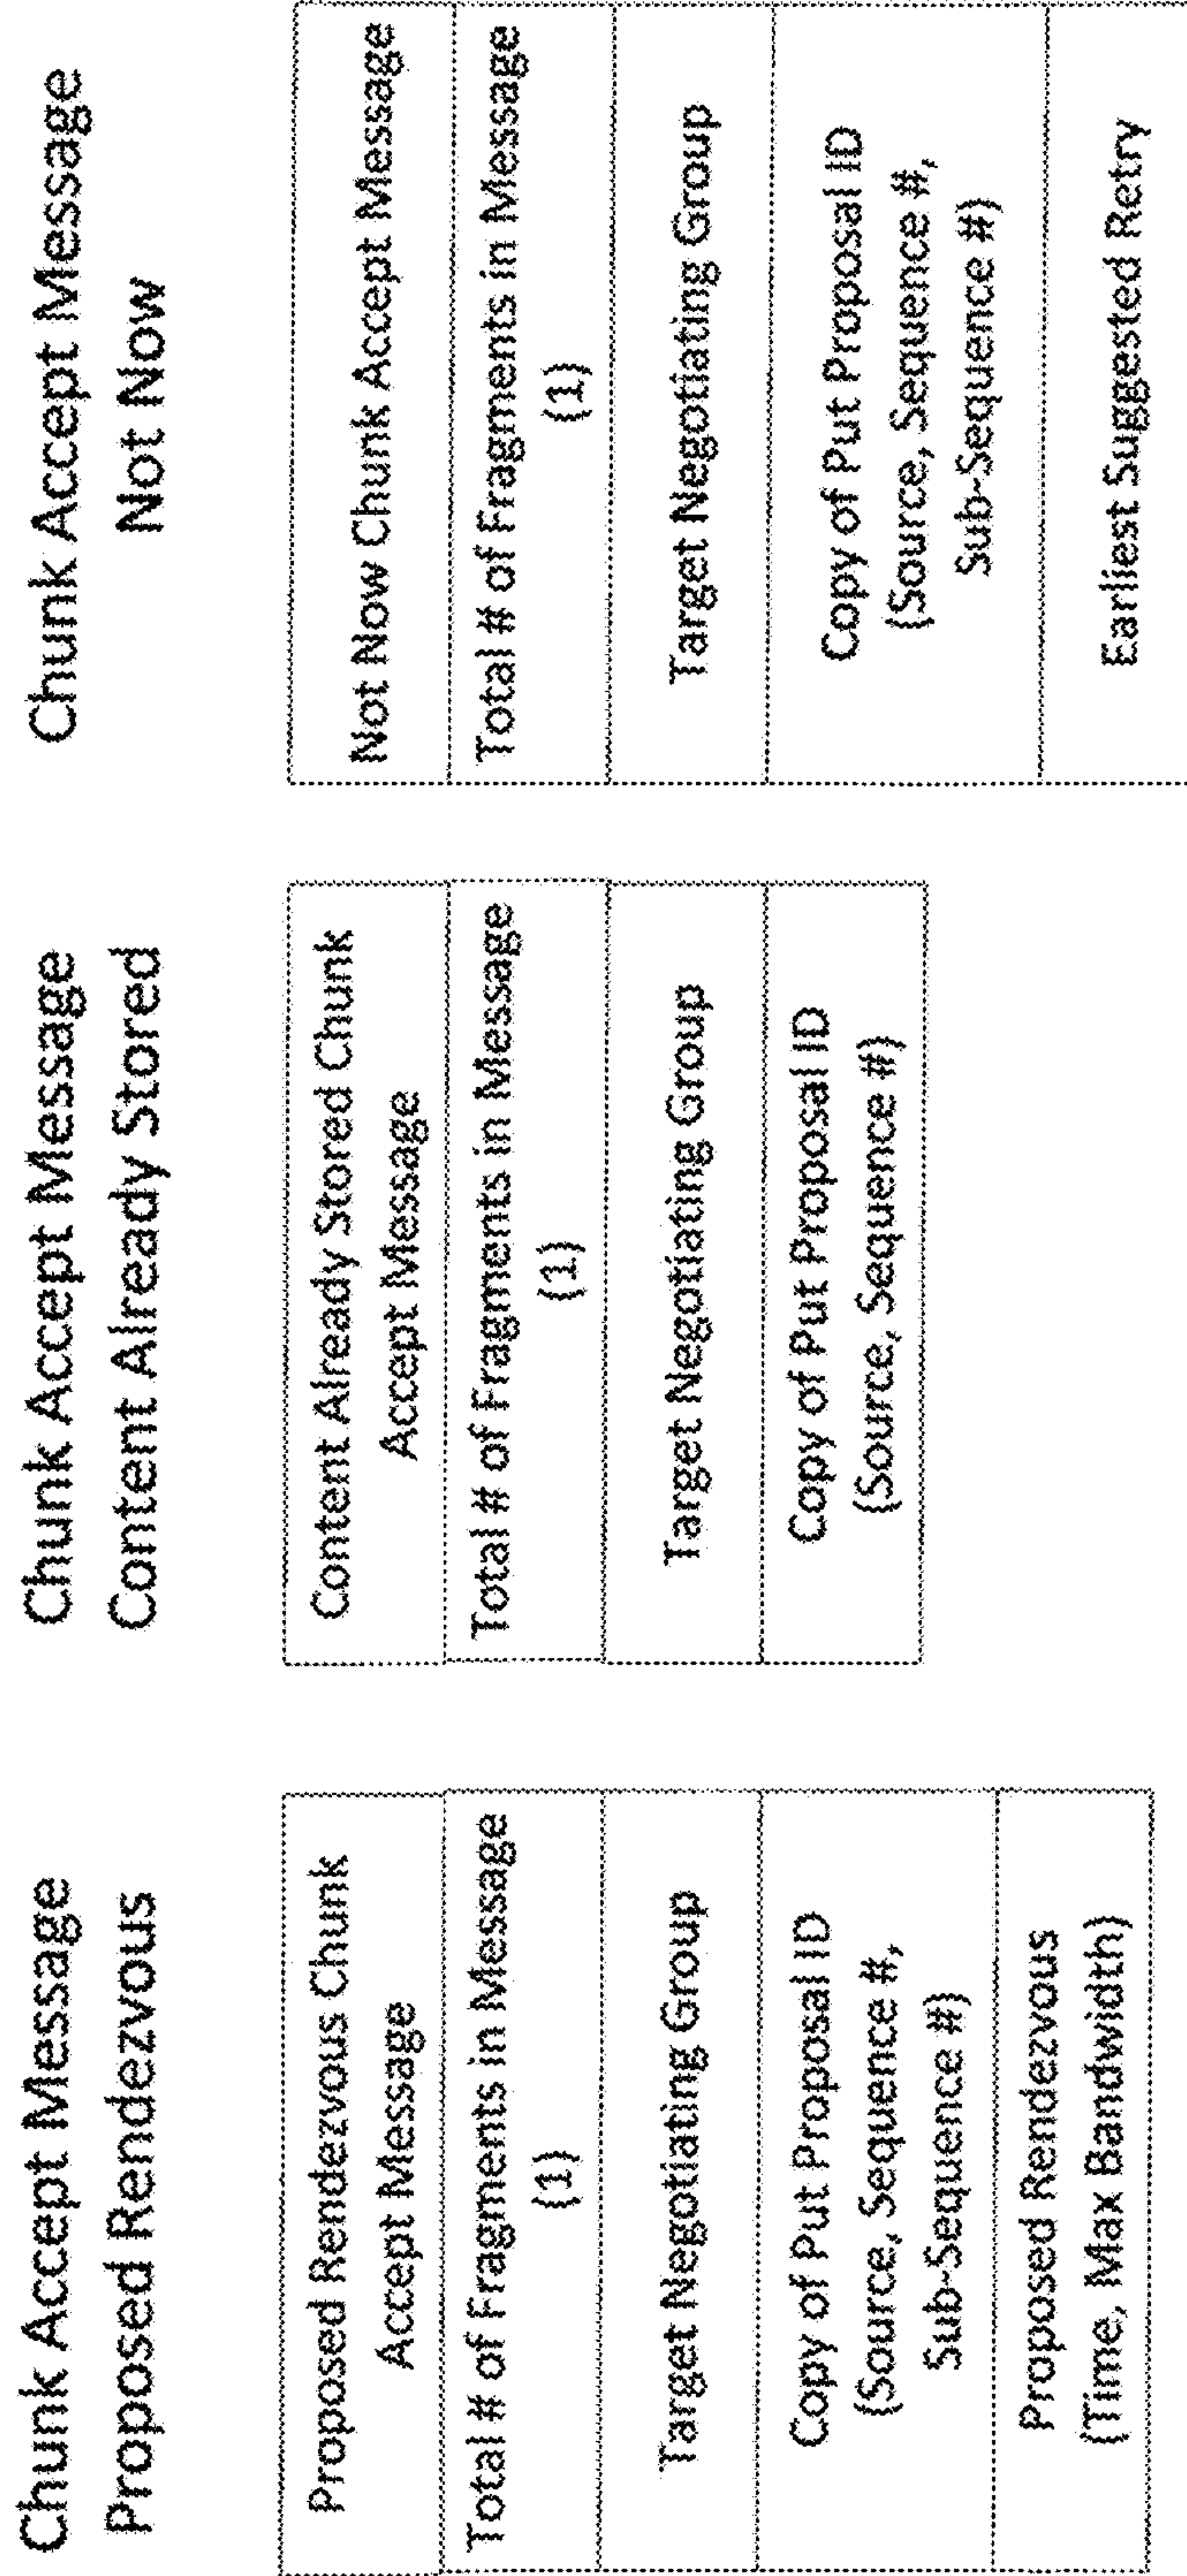 Chunk Accept Message
Proposed Rendezvous
Proposed Rendezvous Chunk
Accept Message
Total # of Fragments in Message
(1)
Target Negotiating Group
Copy of Put Proposal ID
(Source, Sequence #,
Sub-Sequence #)
Proposed Rendezvous
(Time, Max Bandwidth)
Chunk Accept Message
Content Already Stored
Content Already Stored Chunk
Accept Message
Total # of Fragments in Message
(1)
Target Negotiating Group
Copy of Put Proposal ID
(Source, Sequence #)
Chunk Accept Message
Not Now
Not Now Chunk Accept Message
Total # of Fragments in Message
(1)
Target Negotiating Group
Copy of Put Proposal ID
(Source, Sequence #,
Sub-Sequence #)
Earliest Suggested Retry